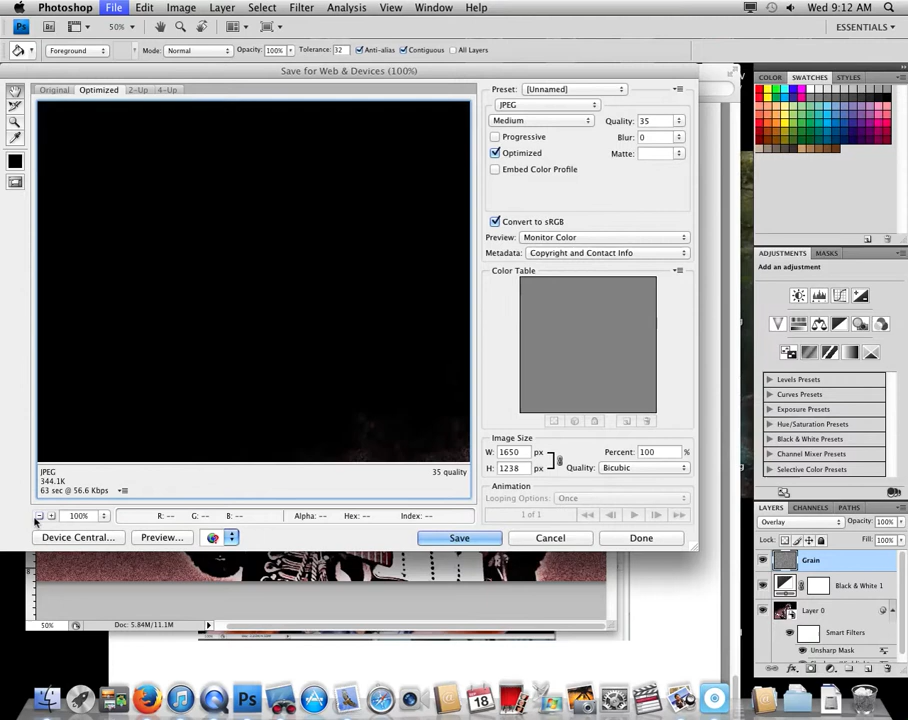 Photoshop File Edit Image Layer Select Filter Analysis View Window Help Wed 9:12 AM
50% ESSENTIALS
Foreground Mode: Normal Opacity: 100% Tolerance: 32 Anti-alias Contiguous All Layers
Save for Web & Devices (100%)
Original Optimized 2-Up 4-Up
Preset: [Unnamed]
JPEG
Medium Quality: 35
Progressive Blur: 0
Optimized Matte:
Embed Color Profile
Convert to sRGB
Preview: Monitor Color
Metadata: Copyright and Contact Info
Color Table
Image Size
W: 1650 px Percent: 100 %
H: 1238 px Quality: Bicubic
Animation
Looping Options: Once
1 of 1
JPEG 35 quality
344.1K
63 sec @ 56.6 Kbps
100% R: -- G: -- B: -- Alpha: -- Hex: -- Index: --
Device Central... Preview... Save Cancel Done
50% Doc: 5.84M/11.1M
COLOR SWATCHES STYLES
ADJUSTMENTS MASKS
Add an adjustment
Levels Presets
Curves Presets
Exposure Presets
Hue/Saturation Presets
Black & White Presets
Channel Mixer Presets
Selective Color Presets
LAYERS CHANNELS PATHS
Overlay Opacity: 100%
Lock: Fill: 100%
Grain
Black & White 1
Layer 0
Smart Filters
Unsharp Mask
Ps
18